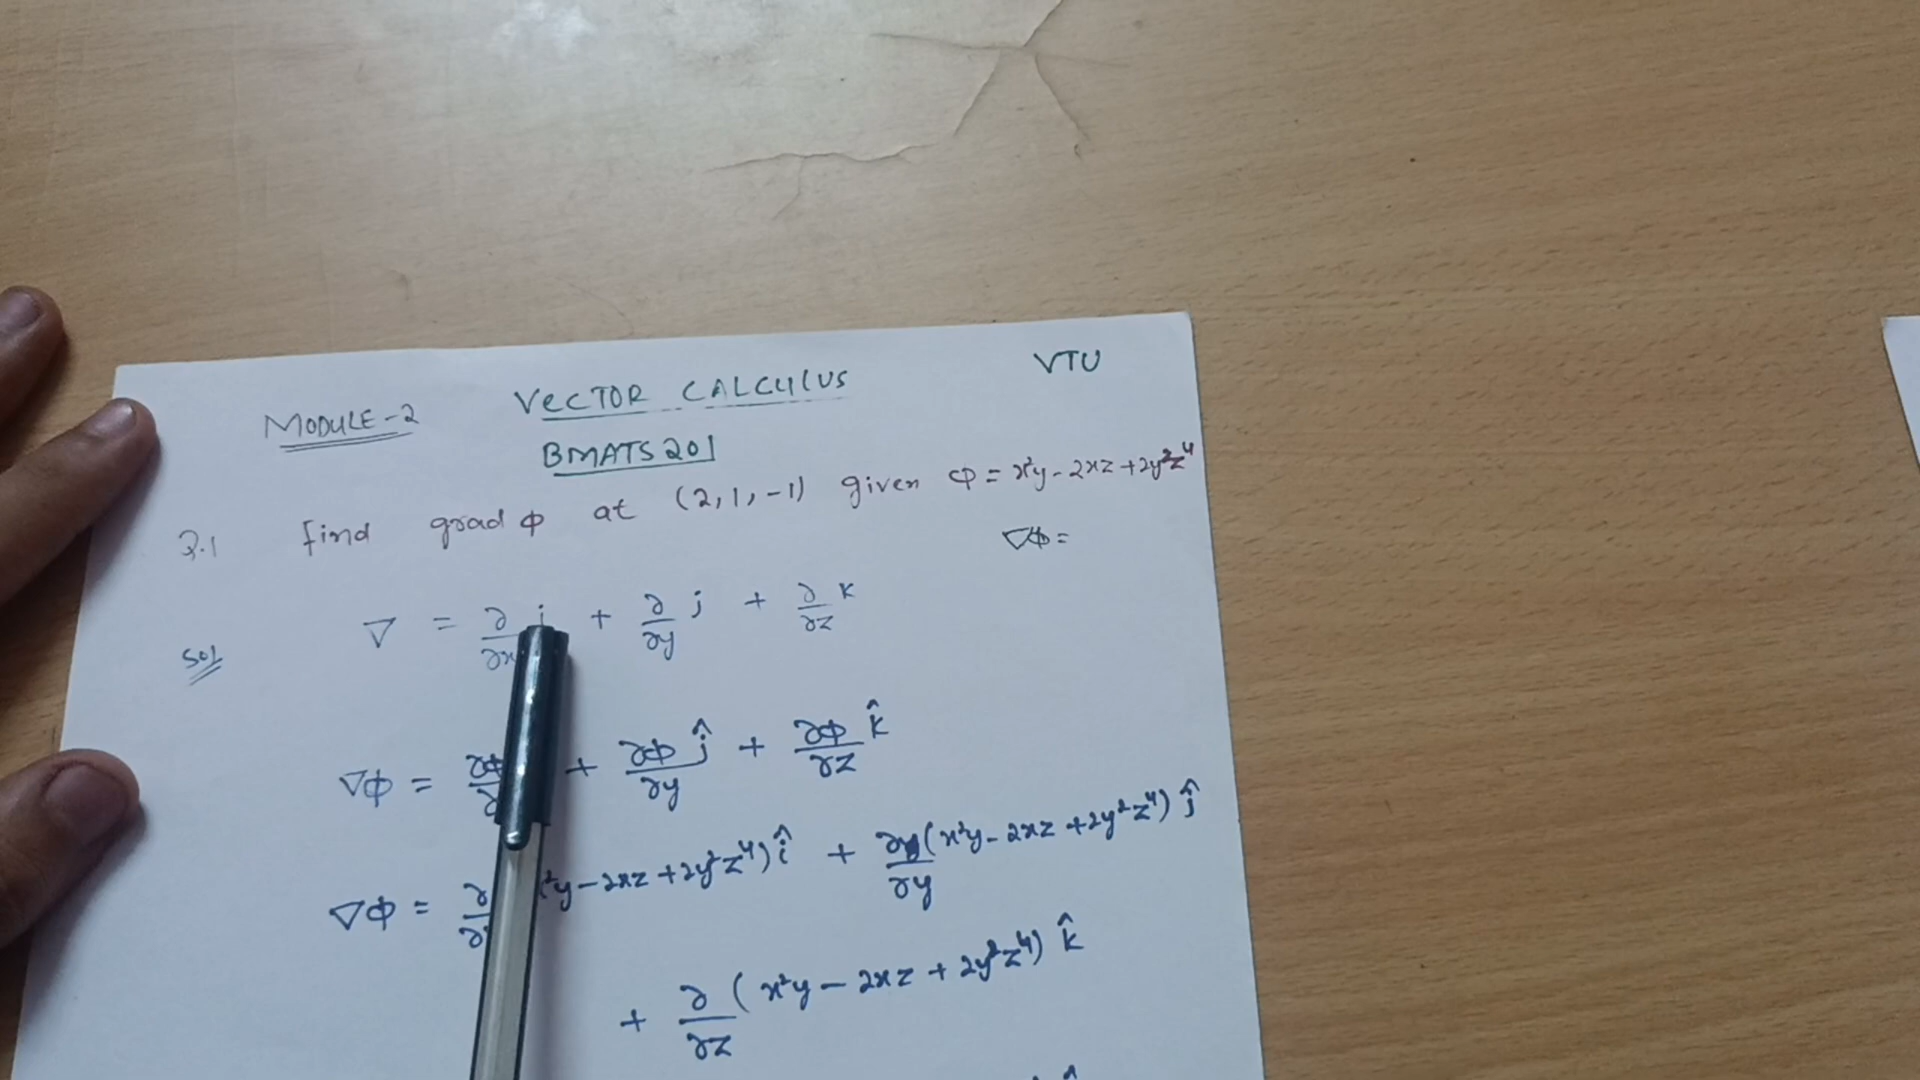 MODULE-2 VECTOR CALCULUS VTU
BMATS201
Q.1 find grad φ at (2,1,-1) given φ = x²y - 2xz + 2y²z⁴
∇φ =
Sol ∇ = ∂/∂x i + ∂/∂y j + ∂/∂z k
∇φ = ∂φ/∂ + ∂φ/∂y ĵ + ∂φ/∂z k̂
∇φ = ∂/∂ ²y - 2xz + 2y²z⁴) î + ∂/∂y (x²y - 2xz + 2y²z⁴) ĵ
+ ∂/∂z (x²y - 2xz + 2y²z⁴) k̂